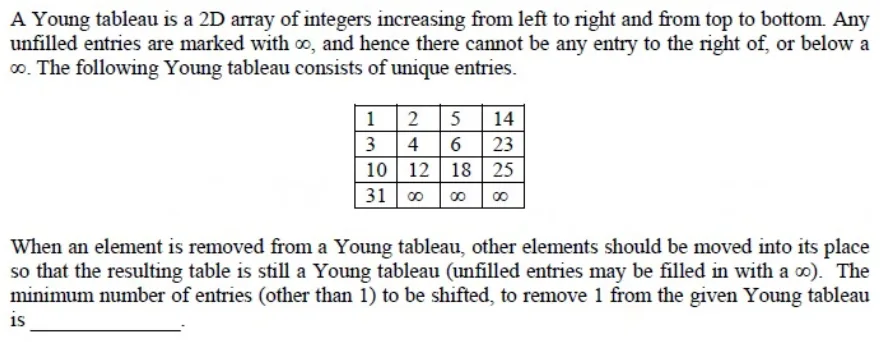 A Young tableau is a 2D array of integers increasing from left to right and from top to bottom. Any
unfilled entries are marked with ∞, and hence there cannot be any entry to the right of, or below a
∞. The following Young tableau consists of unique entries.
1 2 5 14
3 4 6 23
10 12 18 25
31 ∞ ∞ ∞
When an element is removed from a Young tableau, other elements should be moved into its place
so that the resulting table is still a Young tableau (unfilled entries may be filled in with a ∞). The
minimum number of entries (other than 1) to be shifted, to remove 1 from the given Young tableau
is _______________.